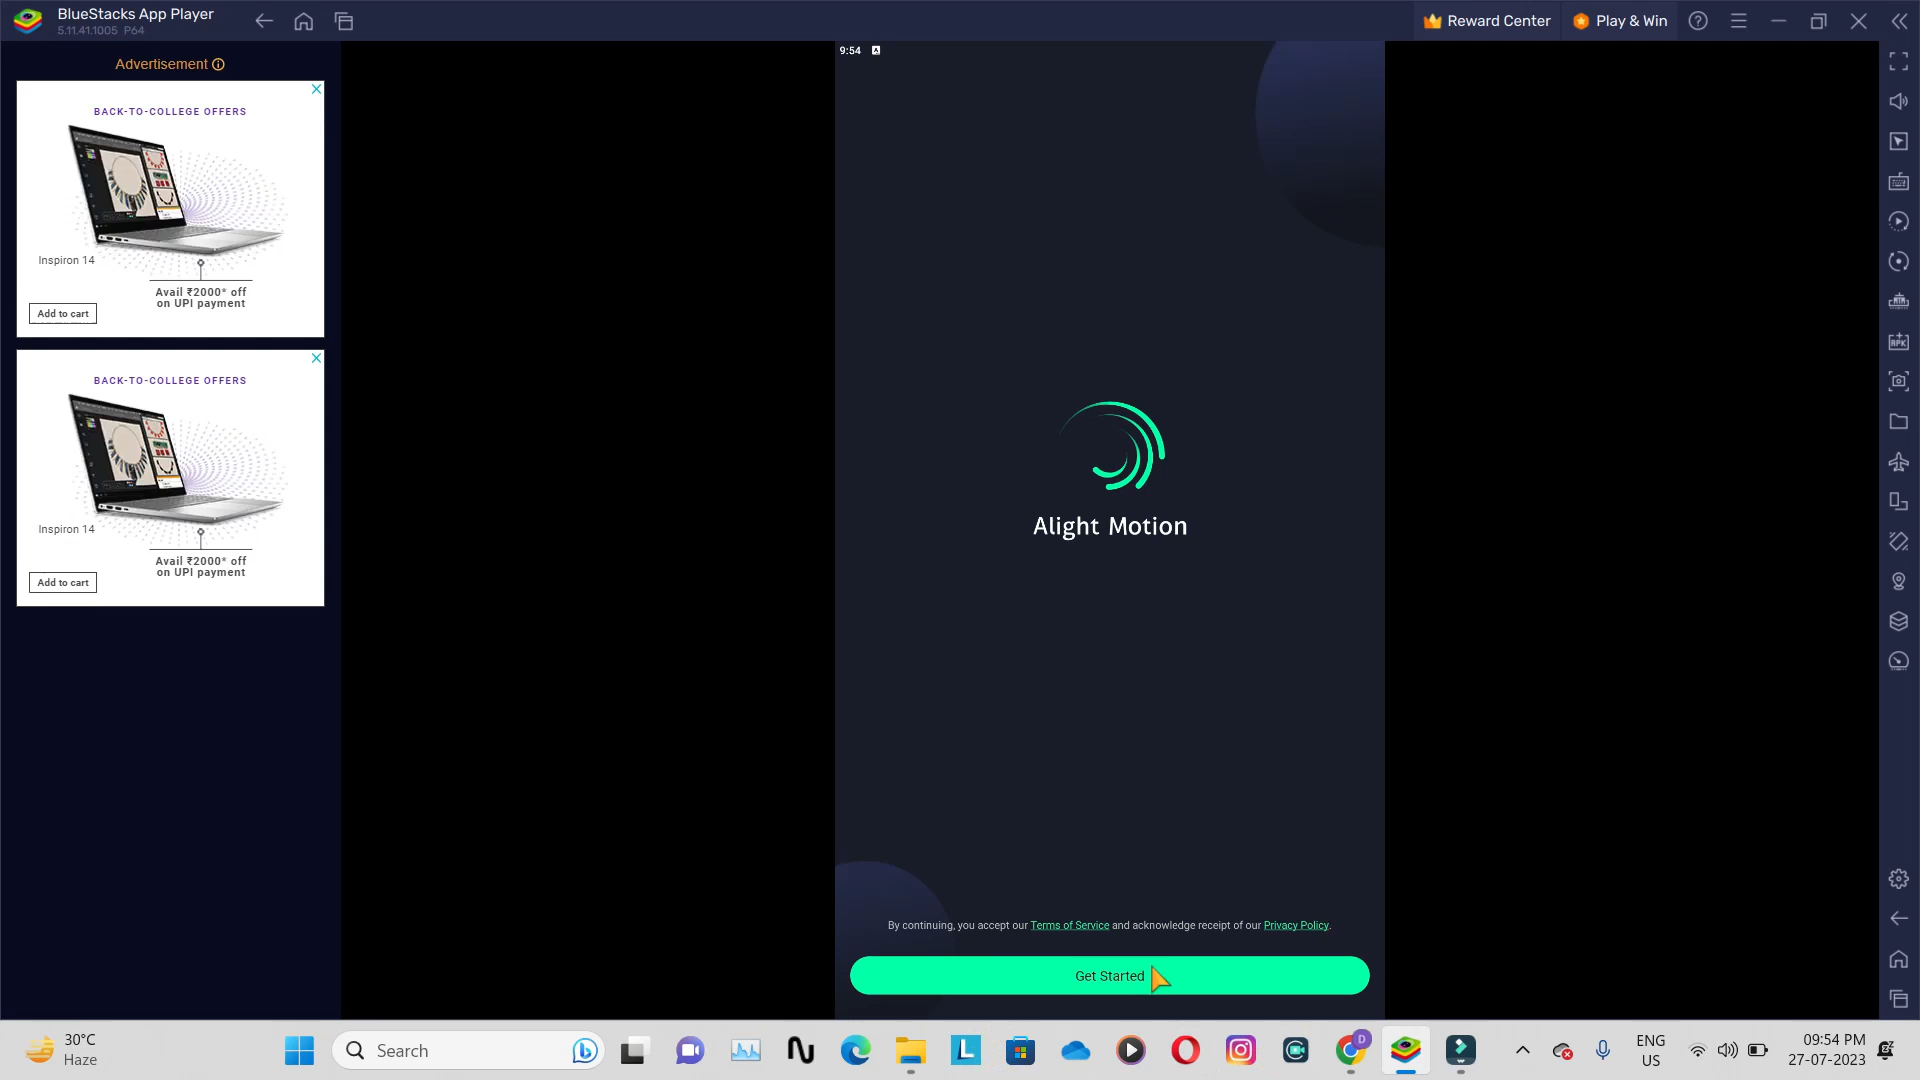 BlueStacks App Player
5.11.41.1005 P64
Reward Center
Play & Win
Advertisement
BACK-TO-COLLEGE OFFERS
Inspiron 14
Avail ₹2000* off
on UPI payment
Add to cart
BACK-TO-COLLEGE OFFERS
Inspiron 14
Avail ₹2000* off
on UPI payment
Add to cart
9:54
Alight Motion
By continuing, you accept our Terms of Service and acknowledge receipt of our Privacy Policy.
Get Started
30°C
Haze
Search
D
ENG
US
09:54 PM
27-07-2023